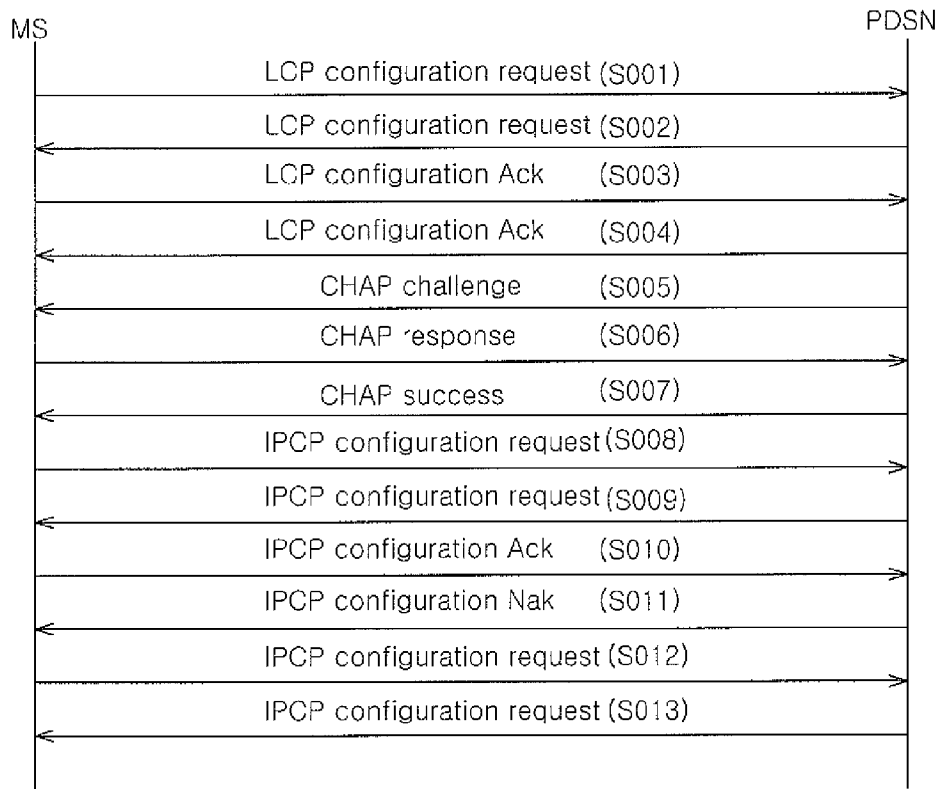 MS
PDSN
LCP configuration request (S001)
LCP configuration request (S002)
LCP configuration Ack (S003)
LCP configuration Ack (S004)
CHAP challenge (S005)
CHAP response (S006)
CHAP success (S007)
IPCP configuration request (S008)
IPCP configuration request (S009)
IPCP configuration Ack (S010)
IPCP configuration Nak (S011)
IPCP configuration request (S012)
IPCP configuration request (S013)